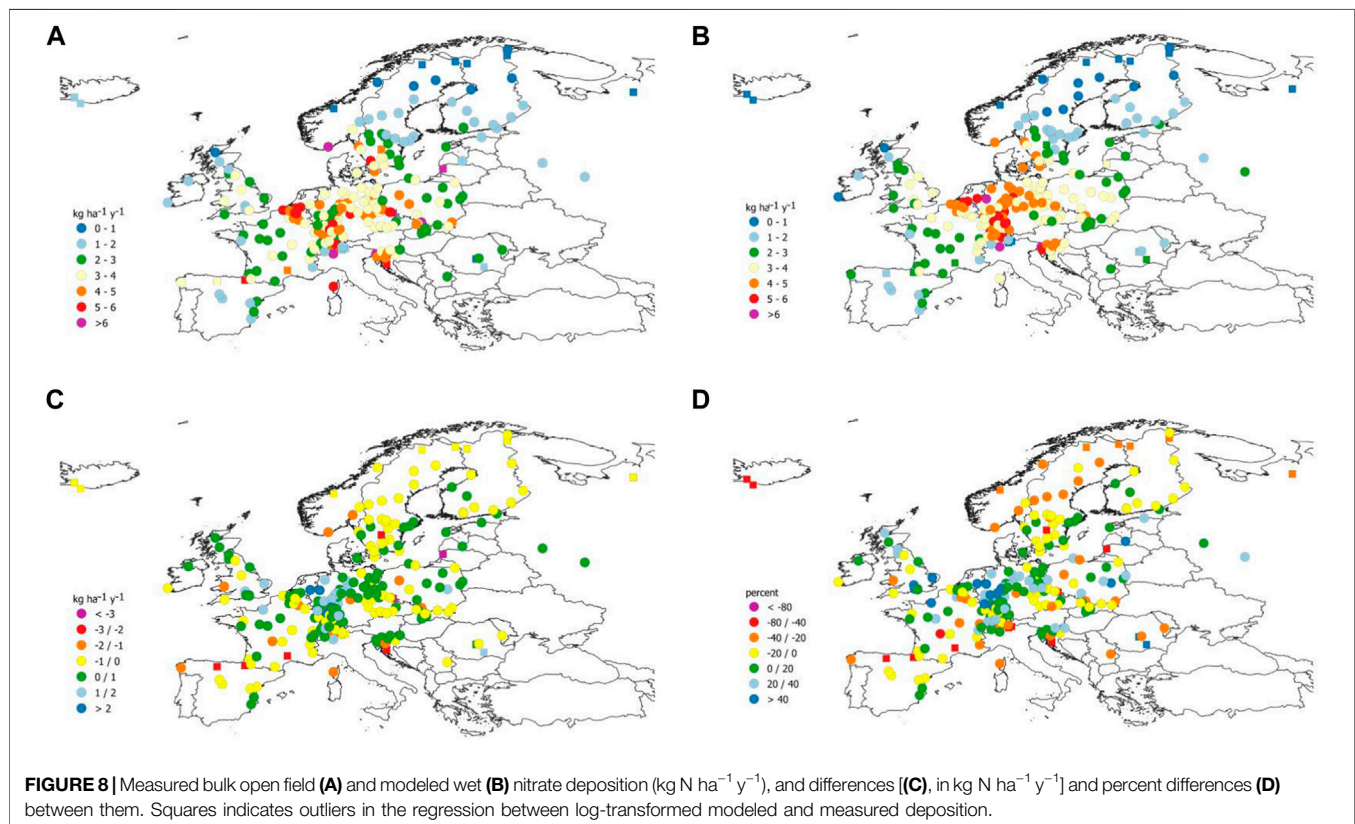 A
B
kg ha⁻¹ y⁻¹
0 - 1
1 - 2
2 - 3
3 - 4
4 - 5
5 - 6
>6
kg ha⁻¹ y⁻¹
0 - 1
1 - 2
2 - 3
3 - 4
4 - 5
5 - 6
>6
C
D
kg ha⁻¹ y⁻¹
< -3
-3 / -2
-2 / -1
-1 / 0
0 / 1
1 / 2
> 2
percent
< -80
-80 / -40
-40 / -20
-20 / 0
0 / 20
20 / 40
> 40
FIGURE 8 | Measured bulk open field (A) and modeled wet (B) nitrate deposition (kg N ha⁻¹ y⁻¹), and differences [(C), in kg N ha⁻¹ y⁻¹] and percent differences (D)
between them. Squares indicates outliers in the regression between log-transformed modeled and measured deposition.